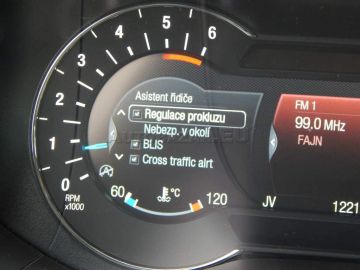 5
6
4
3
2
1
0
RPM
x1000
Asistent řidiče
Regulace prokluzu
Nebezp. v okolí
BLIS
Cross traffic alrt
60
°C
120
FM 1
99,0 MHz
FAJN
JV
1221